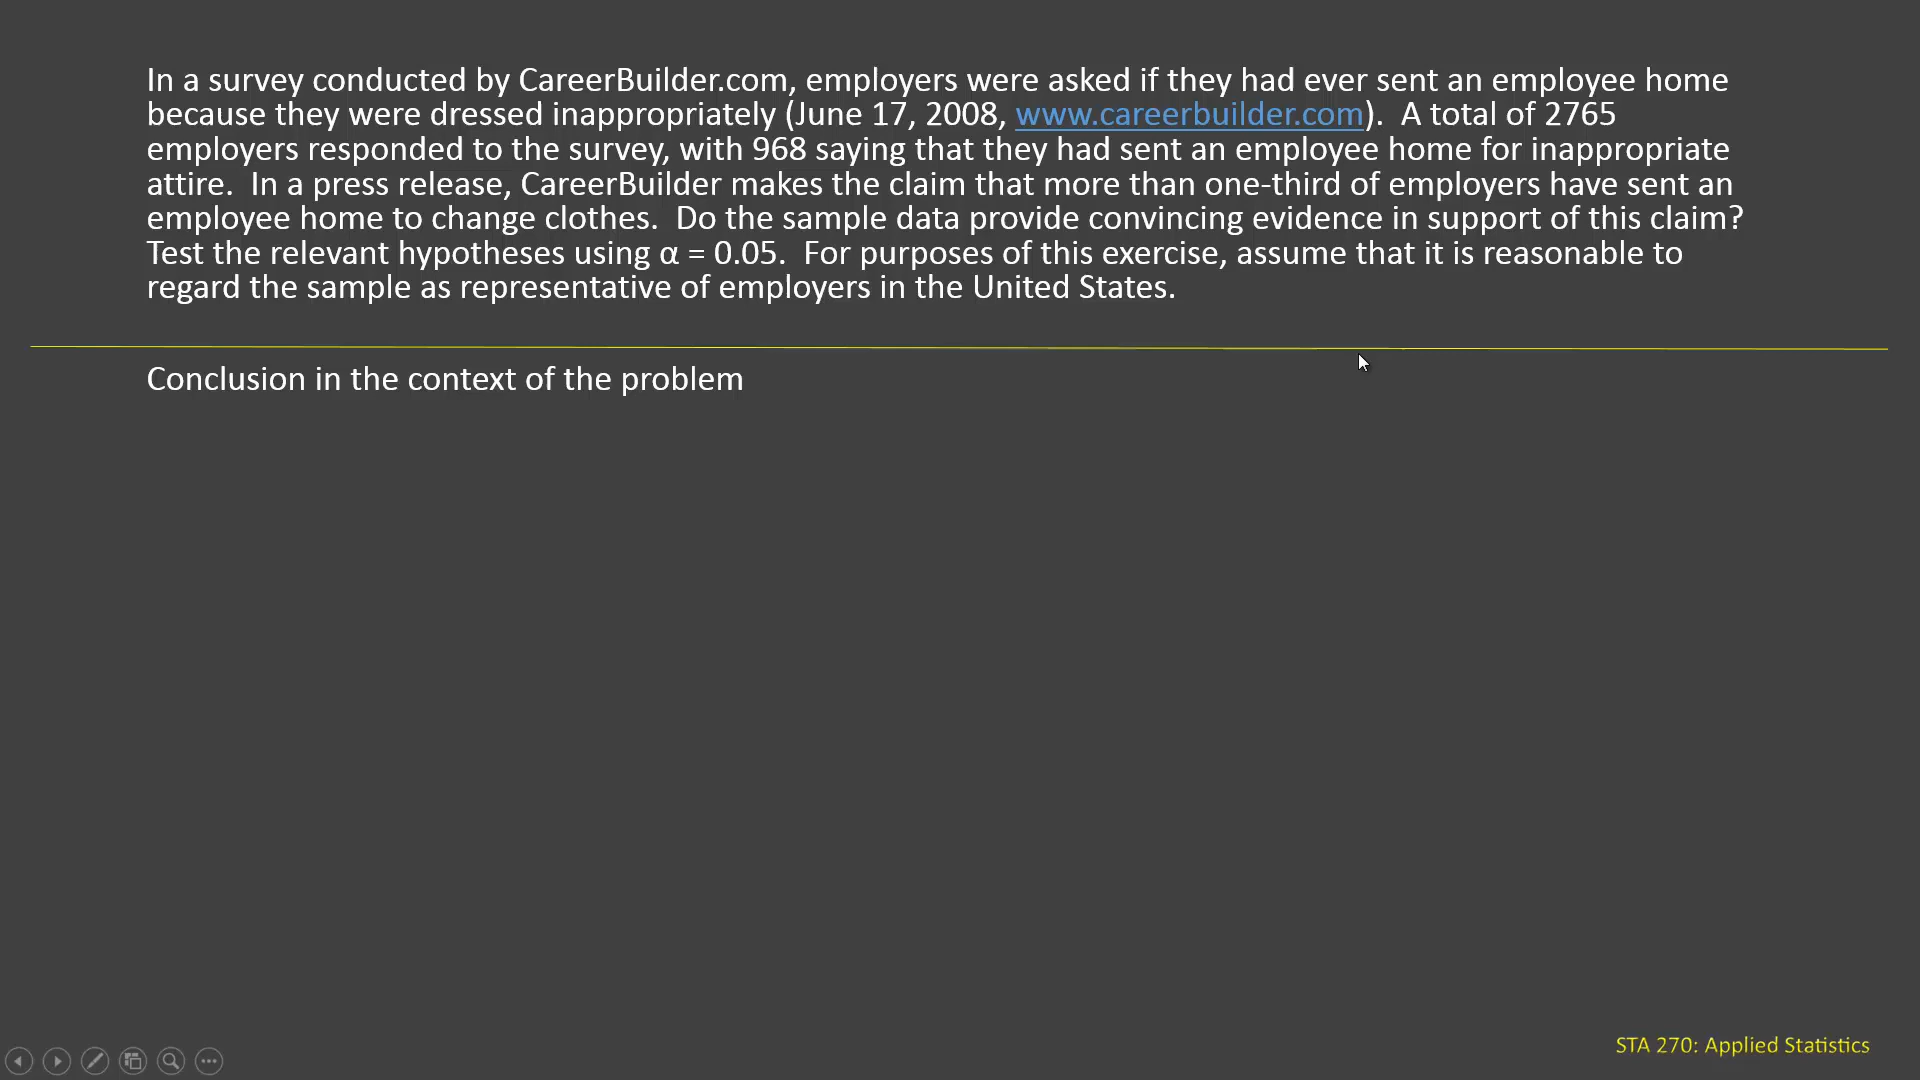 In a survey conducted by CareerBuilder.com, employers were asked if they had ever sent an employee home
because they were dressed inappropriately (June 17, 2008, www.careerbuilder.com).  A total of 2765
employers responded to the survey, with 968 saying that they had sent an employee home for inappropriate
attire.  In a press release, CareerBuilder makes the claim that more than one-third of employers have sent an
employee home to change clothes.  Do the sample data provide convincing evidence in support of this claim?
Test the relevant hypotheses using α = 0.05.  For purposes of this exercise, assume that it is reasonable to
regard the sample as representative of employers in the United States.
Conclusion in the context of the problem
STA 270: Applied Statistics